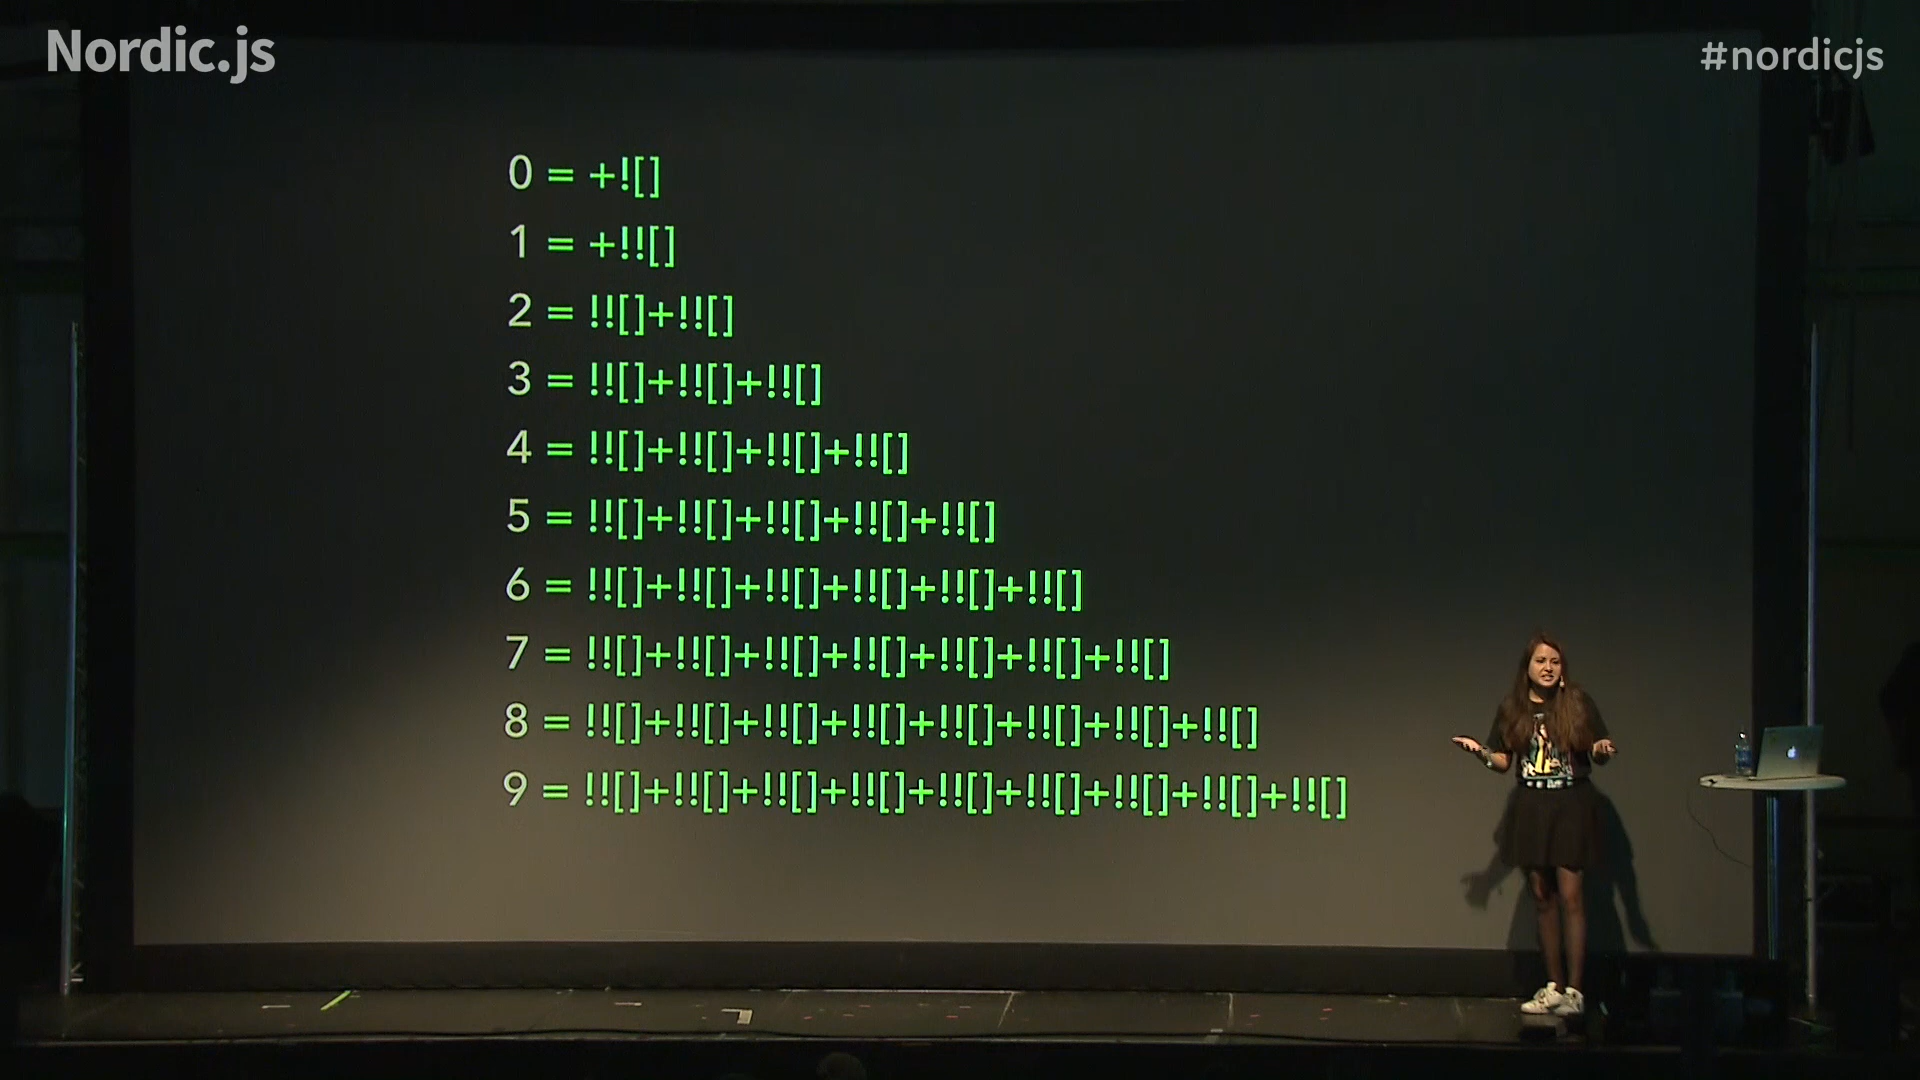 Nordic.js
#nordicjs
0 = +![]
1 = +!![]
2 = !![]+!![]
3 = !![]+!![]+!![]
4 = !![]+!![]+!![]+!![]
5 = !![]+!![]+!![]+!![]+!![]
6 = !![]+!![]+!![]+!![]+!![]+!![]
7 = !![]+!![]+!![]+!![]+!![]+!![]+!![]
8 = !![]+!![]+!![]+!![]+!![]+!![]+!![]+!![]
9 = !![]+!![]+!![]+!![]+!![]+!![]+!![]+!![]+!![]